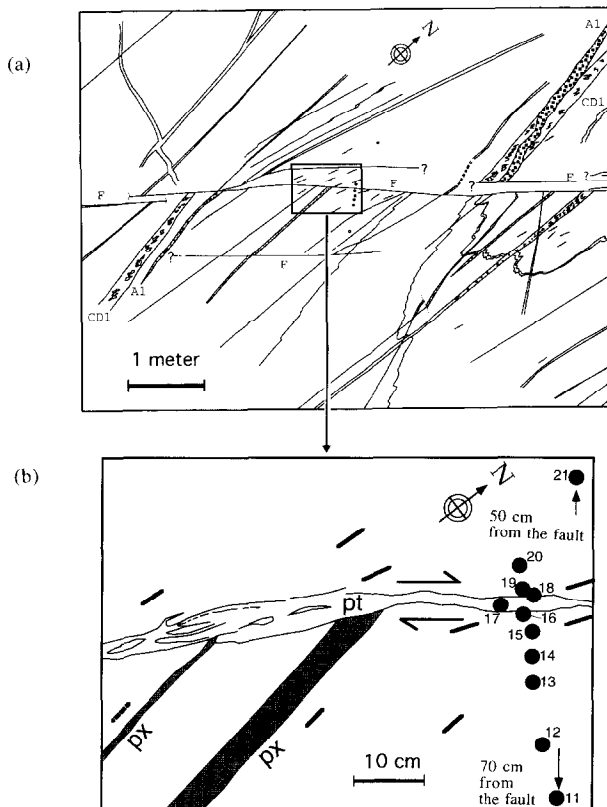 (a)
N
A1
CD1
?
F
?
F
F
?
?
F
A1
CD1
1 meter
(b)
N
21
50 cm
from the fault
20
19
18
pt
17
16
15
14
13
px
px
12
10 cm
70 cm
from
the fault
11